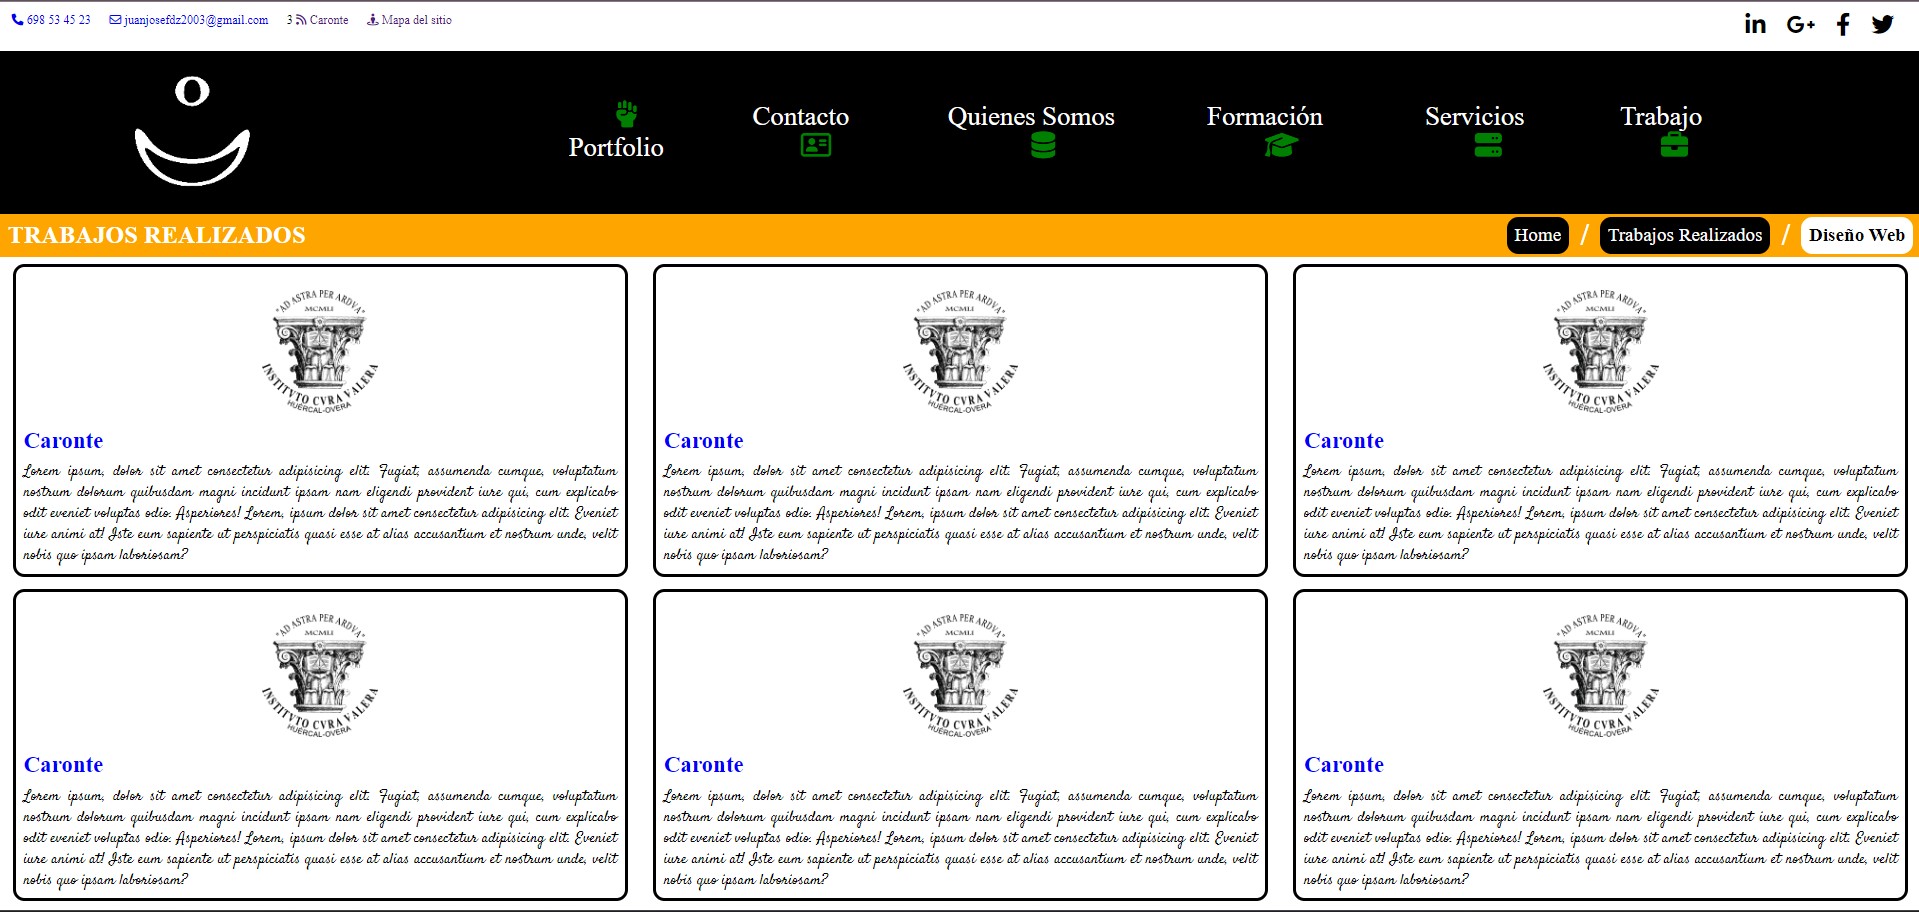 698 53 45 23 juanjosefdz2003@gmail.com 3 Caronte Mapa del sitio
Portfolio
Contacto
Quienes Somos
Formación
Servicios
Trabajo
TRABAJOS REALIZADOS
Home / Trabajos Realizados / Diseño Web
"AD ASTRA PER ARDVA"
MCMLI
INSTITVTO CVRA VALERA
HUÉRCAL-OVERA
Caronte
Lorem ipsum, dolor sit amet consectetur adipisicing elit. Fugiat, assumenda cumque, voluptatum
nostrum dolorum quibusdam magni incidunt ipsam nam eligendi provident iure qui, cum explicabo
odit eveniet voluptas odio. Asperiores! Lorem, ipsum dolor sit amet consectetur adipisicing elit. Eveniet
iure animi at! Iste eum sapiente ut perspiciatis quasi esse at alias accusantium et nostrum unde, velit
nobis quo ipsam laboriosam?
"AD ASTRA PER ARDVA"
MCMLI
INSTITVTO CVRA VALERA
HUÉRCAL-OVERA
Caronte
Lorem ipsum, dolor sit amet consectetur adipisicing elit. Fugiat, assumenda cumque, voluptatum
nostrum dolorum quibusdam magni incidunt ipsam nam eligendi provident iure qui, cum explicabo
odit eveniet voluptas odio. Asperiores! Lorem, ipsum dolor sit amet consectetur adipisicing elit. Eveniet
iure animi at! Iste eum sapiente ut perspiciatis quasi esse at alias accusantium et nostrum unde, velit
nobis quo ipsam laboriosam?
"AD ASTRA PER ARDVA"
MCMLI
INSTITVTO CVRA VALERA
HUÉRCAL-OVERA
Caronte
Lorem ipsum, dolor sit amet consectetur adipisicing elit. Fugiat, assumenda cumque, voluptatum
nostrum dolorum quibusdam magni incidunt ipsam nam eligendi provident iure qui, cum explicabo
odit eveniet voluptas odio. Asperiores! Lorem, ipsum dolor sit amet consectetur adipisicing elit. Eveniet
iure animi at! Iste eum sapiente ut perspiciatis quasi esse at alias accusantium et nostrum unde, velit
nobis quo ipsam laboriosam?
"AD ASTRA PER ARDVA"
MCMLI
INSTITVTO CVRA VALERA
HUÉRCAL-OVERA
Caronte
Lorem ipsum, dolor sit amet consectetur adipisicing elit. Fugiat, assumenda cumque, voluptatum
nostrum dolorum quibusdam magni incidunt ipsam nam eligendi provident iure qui, cum explicabo
odit eveniet voluptas odio. Asperiores! Lorem, ipsum dolor sit amet consectetur adipisicing elit. Eveniet
iure animi at! Iste eum sapiente ut perspiciatis quasi esse at alias accusantium et nostrum unde, velit
nobis quo ipsam laboriosam?
"AD ASTRA PER ARDVA"
MCMLI
INSTITVTO CVRA VALERA
HUÉRCAL-OVERA
Caronte
Lorem ipsum, dolor sit amet consectetur adipisicing elit. Fugiat, assumenda cumque, voluptatum
nostrum dolorum quibusdam magni incidunt ipsam nam eligendi provident iure qui, cum explicabo
odit eveniet voluptas odio. Asperiores! Lorem, ipsum dolor sit amet consectetur adipisicing elit. Eveniet
iure animi at! Iste eum sapiente ut perspiciatis quasi esse at alias accusantium et nostrum unde, velit
nobis quo ipsam laboriosam?
"AD ASTRA PER ARDVA"
MCMLI
INSTITVTO CVRA VALERA
HUÉRCAL-OVERA
Caronte
Lorem ipsum, dolor sit amet consectetur adipisicing elit. Fugiat, assumenda cumque, voluptatum
nostrum dolorum quibusdam magni incidunt ipsam nam eligendi provident iure qui, cum explicabo
odit eveniet voluptas odio. Asperiores! Lorem, ipsum dolor sit amet consectetur adipisicing elit. Eveniet
iure animi at! Iste eum sapiente ut perspiciatis quasi esse at alias accusantium et nostrum unde, velit
nobis quo ipsam laboriosam?